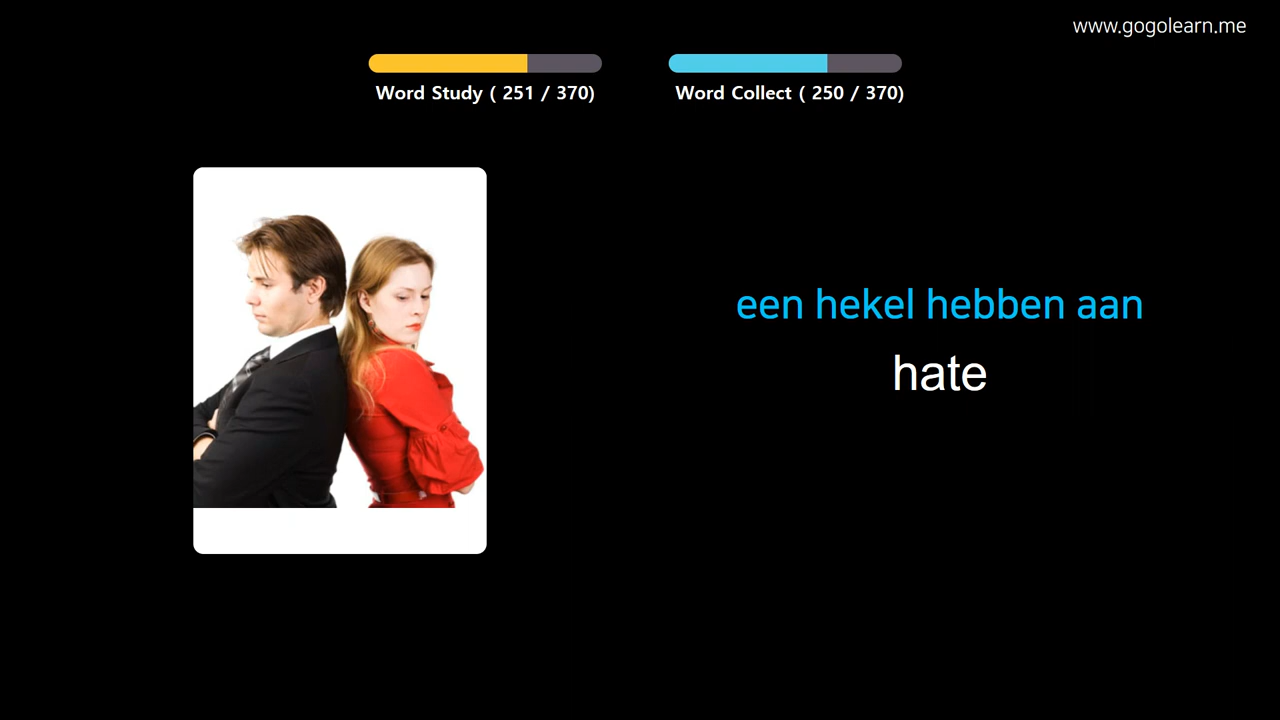 www.gogolearn.me
Word Study ( 251 / 370)
Word Collect ( 250 / 370)
een hekel hebben aan
hate